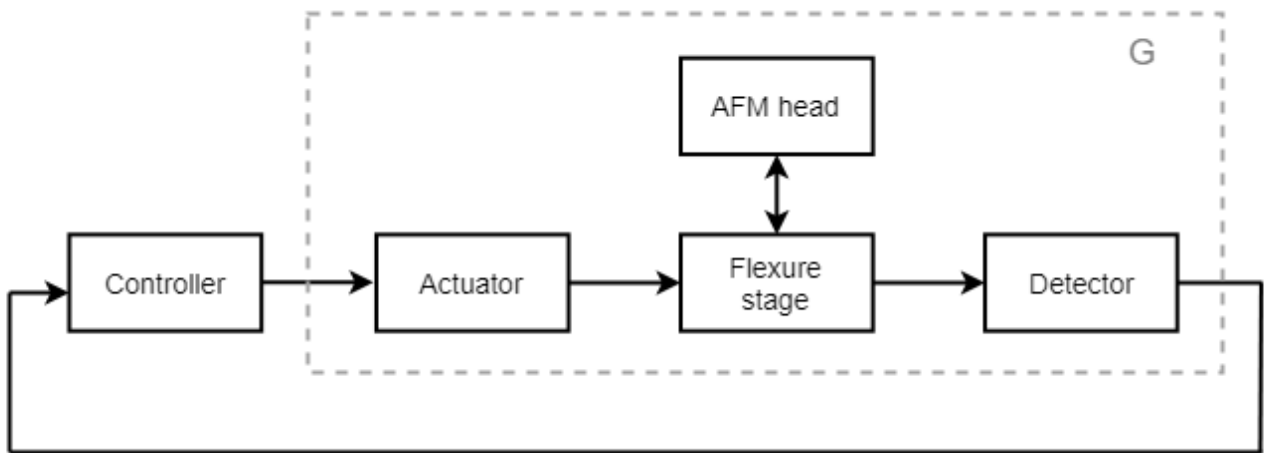 G
AFM head
Controller
Actuator
Flexure
stage
Detector